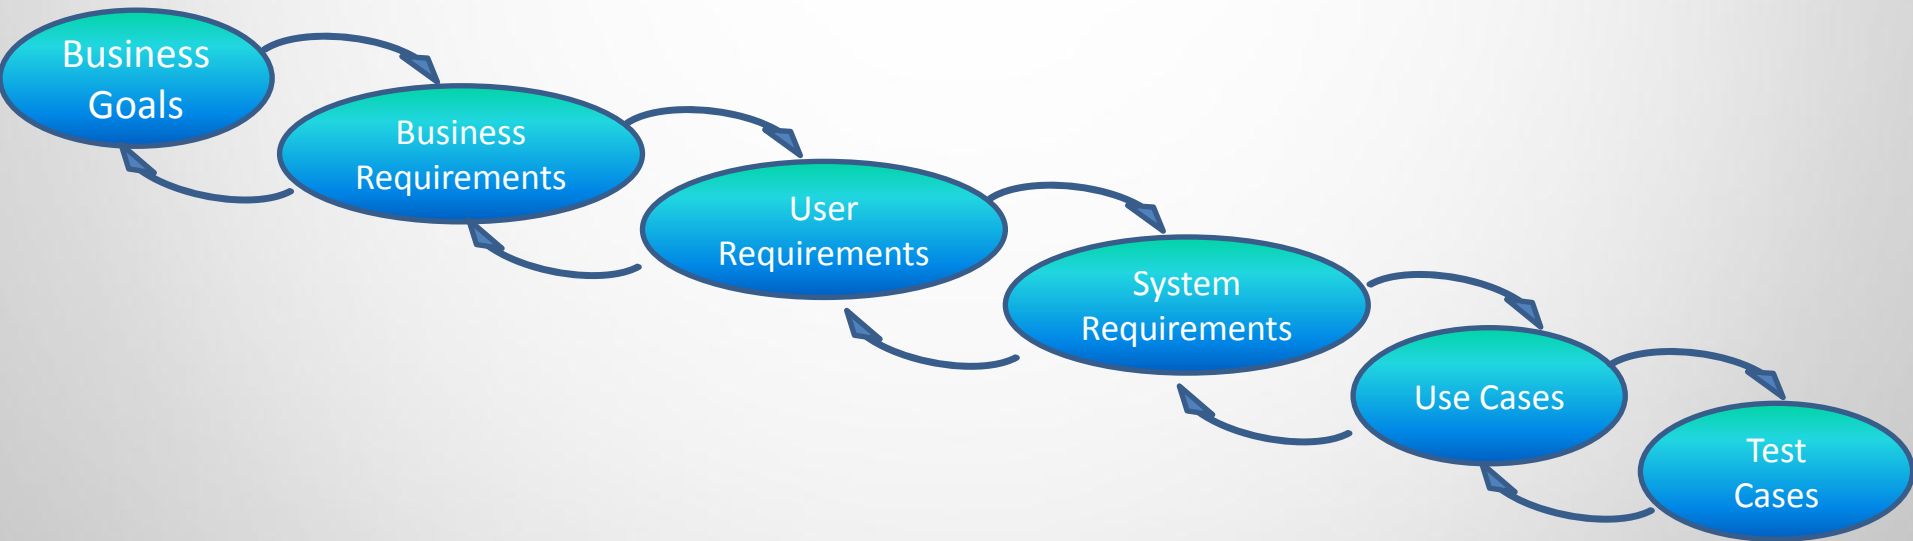 Business
Goals
Business
Requirements
User
Requirements
System
Requirements
Use Cases
Test
Cases